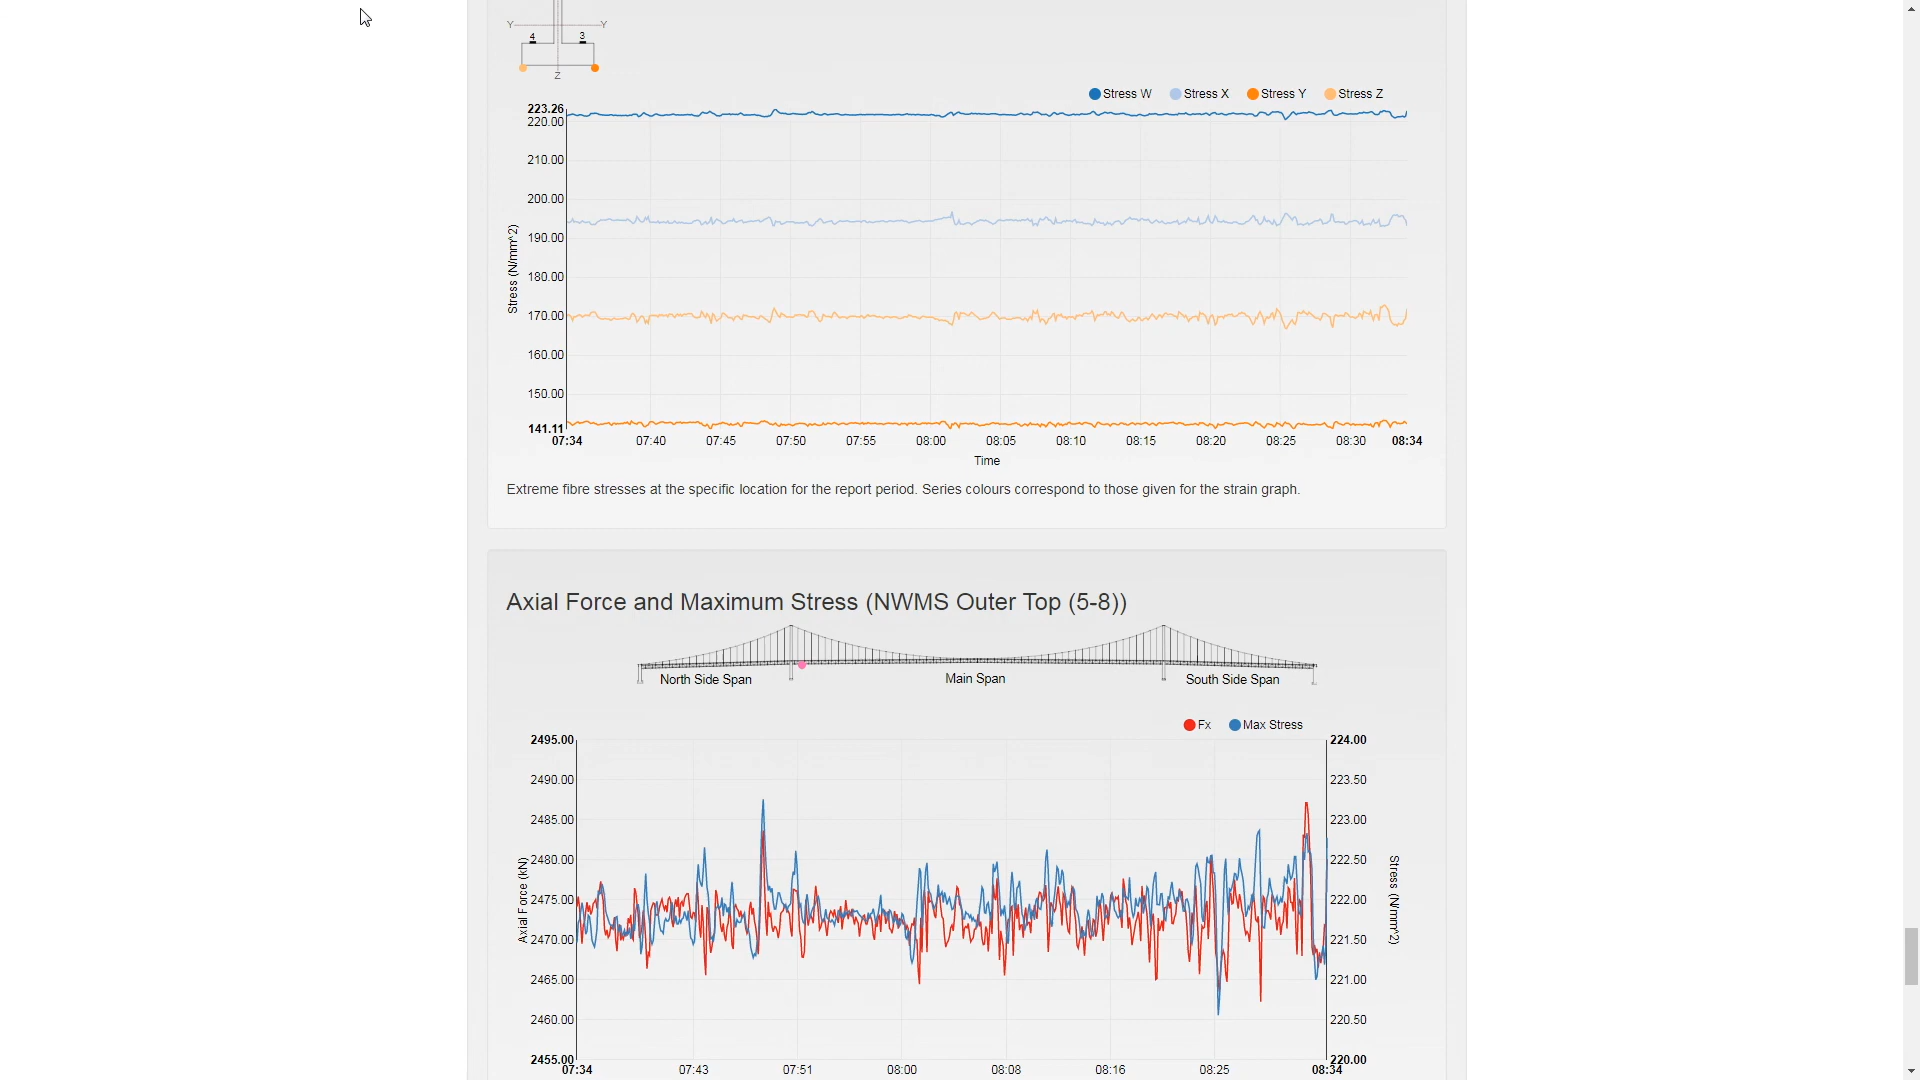 Y Y
4 3
Z
Stress W Stress X Stress Y Stress Z
223.26
220.00
210.00
200.00
190.00
180.00
170.00
160.00
150.00
141.11
Stress (N/mm^2)
07:34 07:40 07:45 07:50 07:55 08:00 08:05 08:10 08:15 08:20 08:25 08:30 08:34
Time
Extreme fibre stresses at the specific location for the report period. Series colours correspond to those given for the strain graph.
Axial Force and Maximum Stress (NWMS Outer Top (5-8))
North Side Span Main Span South Side Span
Fx Max Stress
2495.00 224.00
2490.00 223.50
2485.00 223.00
2480.00 222.50
2475.00 222.00
2470.00 221.50
2465.00 221.00
2460.00 220.50
2455.00 220.00
Axial Force (kN)
Stress (N/mm^2)
07:34 07:43 07:51 08:00 08:08 08:16 08:25 08:34